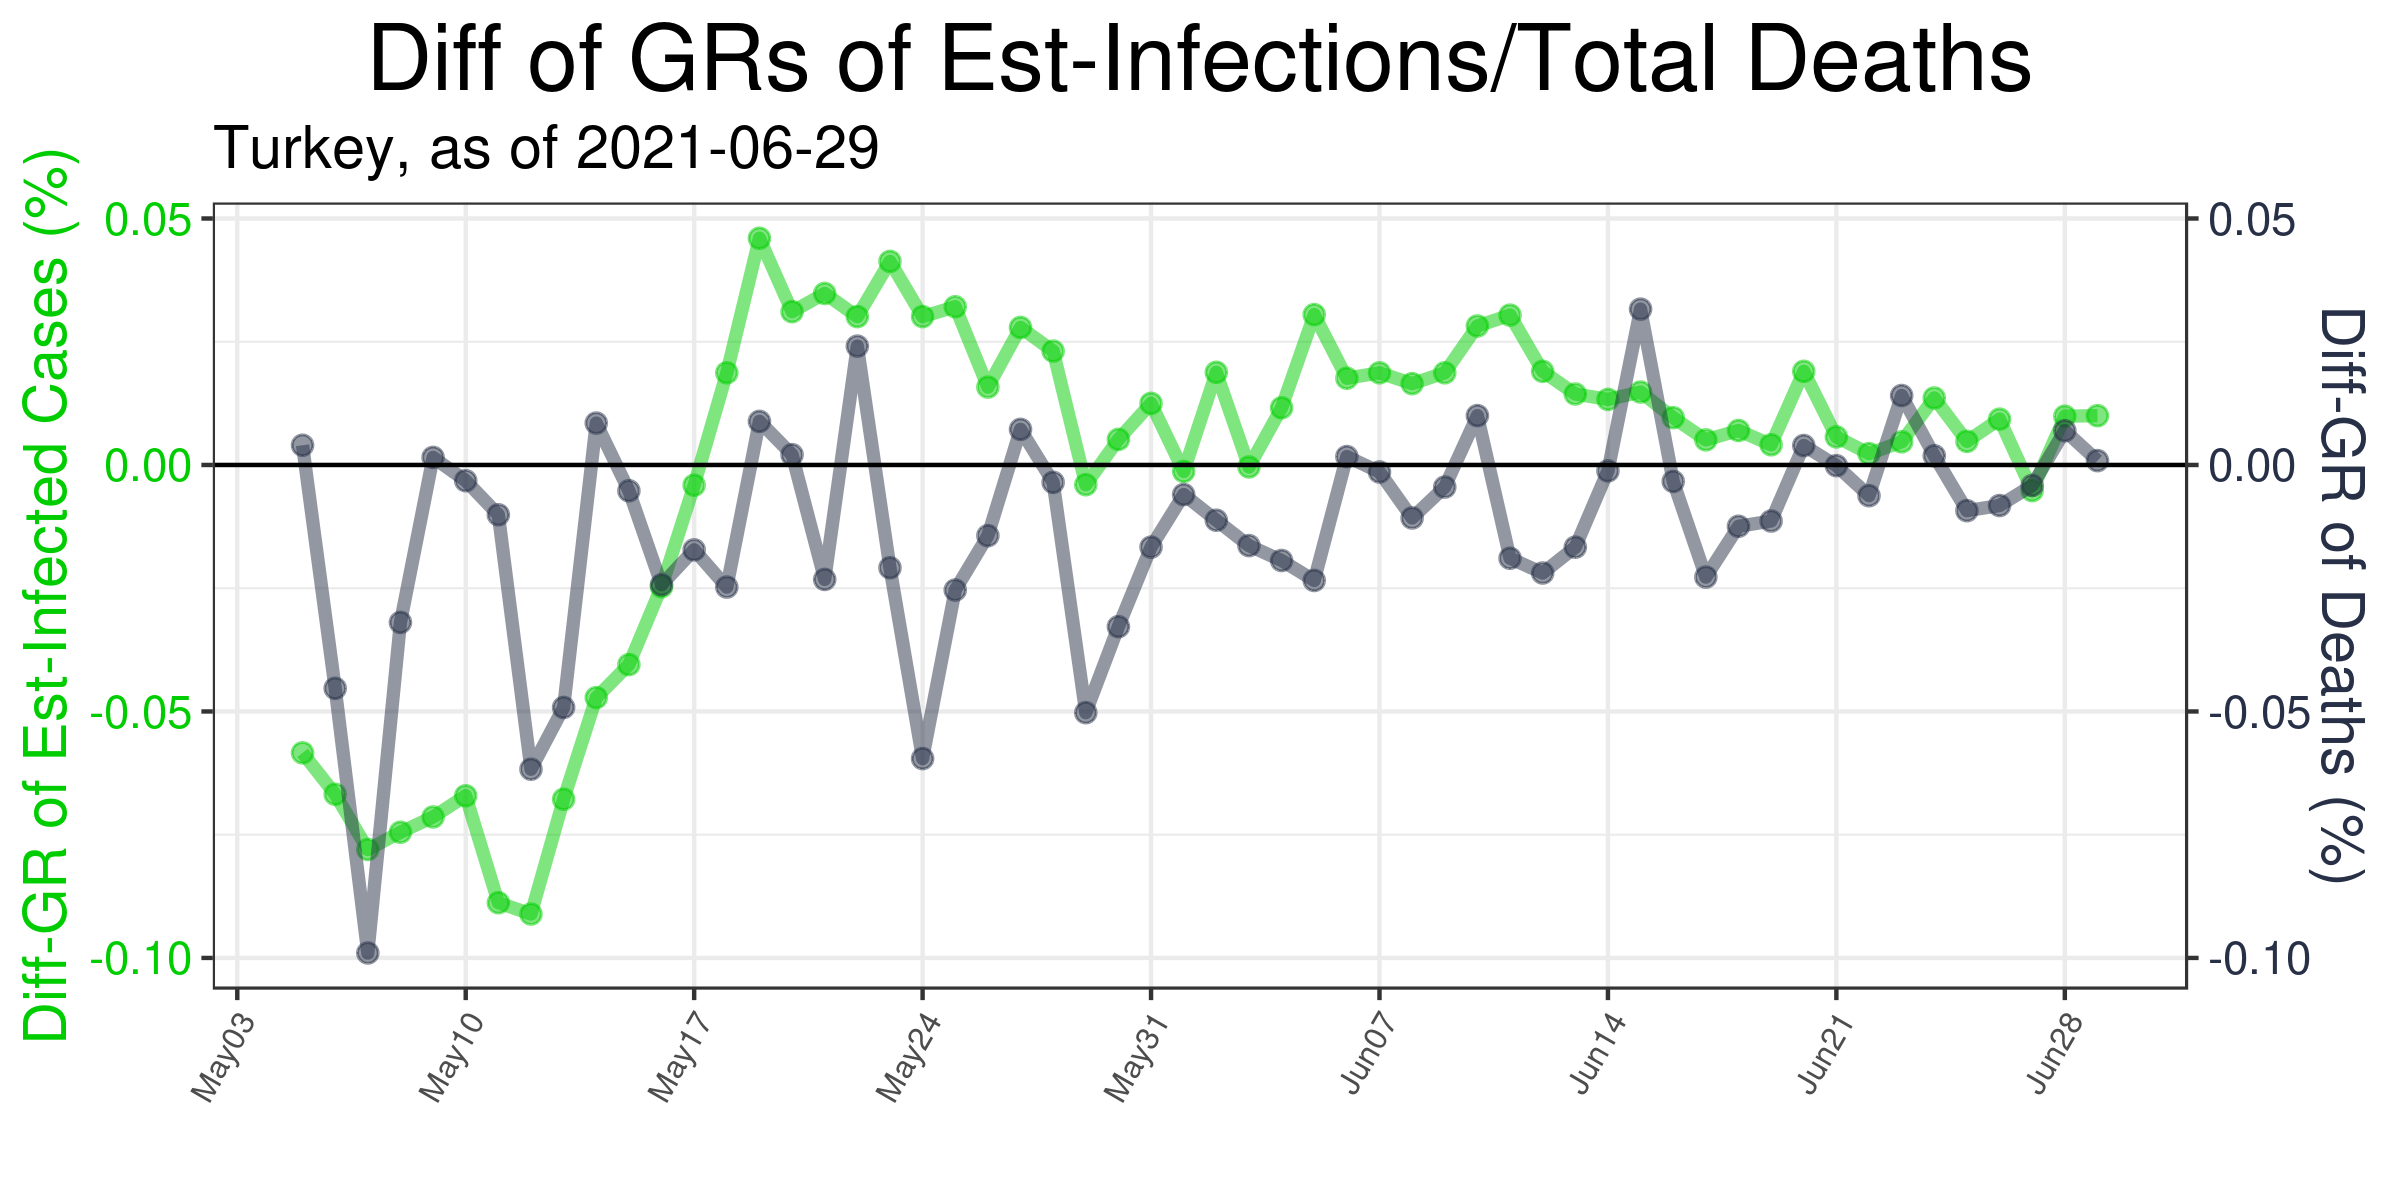 Diff of GRs of Est-Infections/Total Deaths
Turkey, as of 2021-06-29
Diff-GR of Est-Infected Cases (%)
0.05
0.00
-0.05
-0.10
0.05
0.00
-0.05
-0.10
Diff-GR of Deaths (%)
May03
May10
May17
May24
May31
Jun07
Jun14
Jun21
Jun28